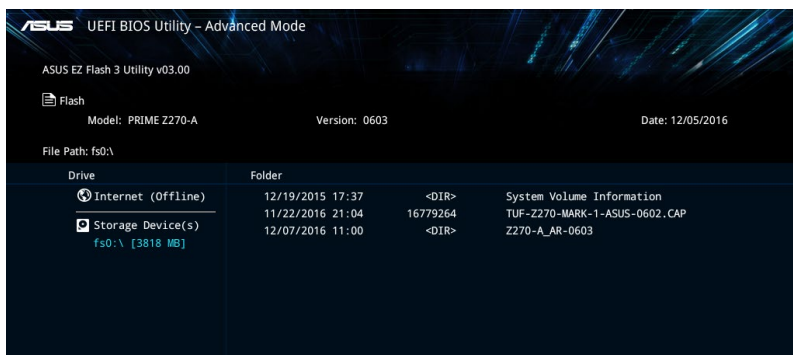 ASUS UEFI BIOS Utility – Advanced Mode
ASUS EZ Flash 3 Utility v03.00
Flash
Model: PRIME Z270-A Version: 0603 Date: 12/05/2016
File Path: fs0:\
Drive Folder
Internet (Offline) 12/19/2015 17:37 <DIR> System Volume Information
11/22/2016 21:04 16779264 TUF-Z270-MARK-1-ASUS-0602.CAP
Storage Device(s) 12/07/2016 11:00 <DIR> Z270-A_AR-0603
fs0:\ [3818 MB]